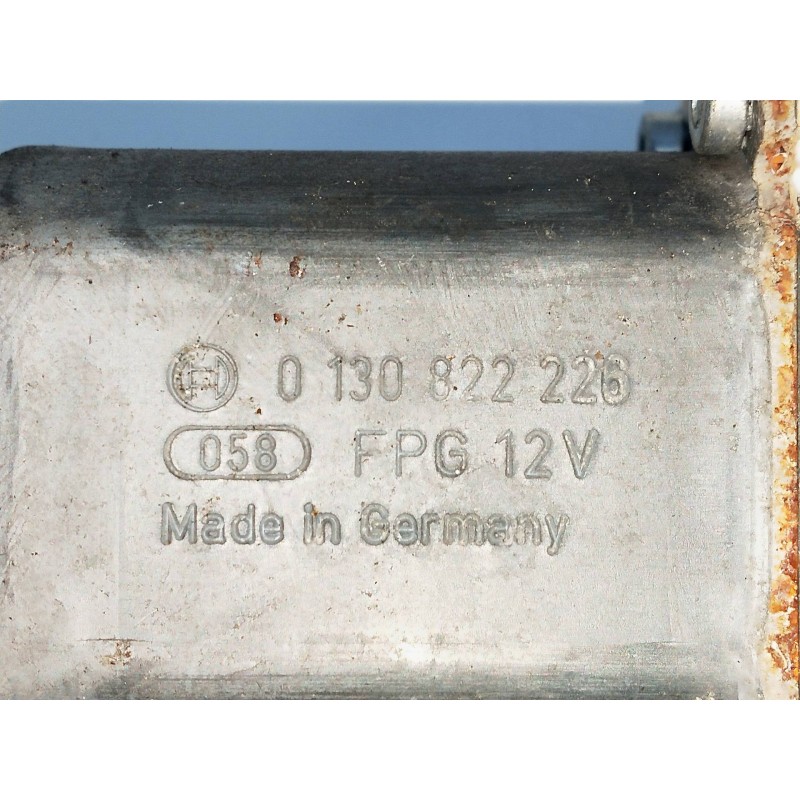 0 130 822 226
058 FPG 12V
Made in Germany